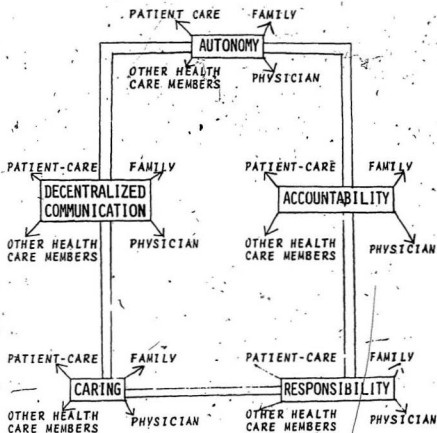 PATIENT CARE FAMILY
AUTONOMY
OTHER HEALTH
CARE MEMBERS
PHYSICIAN
PATIENT-CARE FAMILY
DECENTRALIZED
COMMUNICATION
OTHER HEALTH
CARE MEMBERS
PHYSICIAN
PATIENT-CARE FAMILY
ACCOUNTABILITY
OTHER HEALTH
CARE MEMBERS
PHYSICIAN
PATIENT-CARE FAMILY
CARING
OTHER HEALTH
CARE MEMBERS
PHYSICIAN
PATIENT-CARE FAMILY
RESPONSIBILITY
OTHER HEALTH
CARE MEMBERS
PHYSICIAN